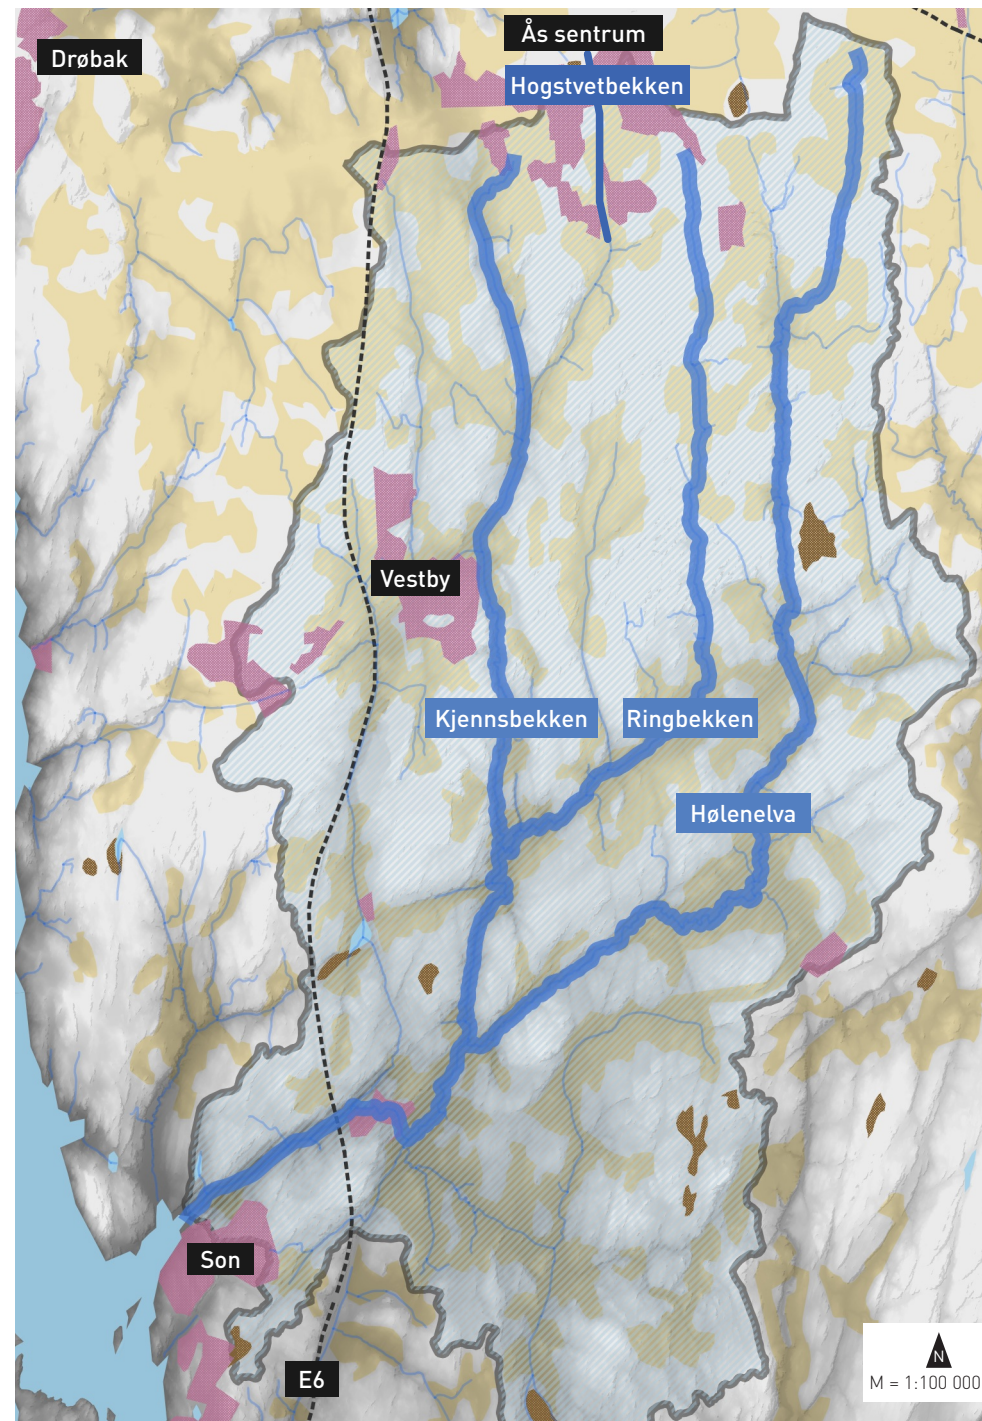 Ås sentrum
Drøbak
Hogstvetbekken
Vestby
Kjennsbekken
Ringbekken
Hølenelva
Son
E6
N
M = 1:100 000